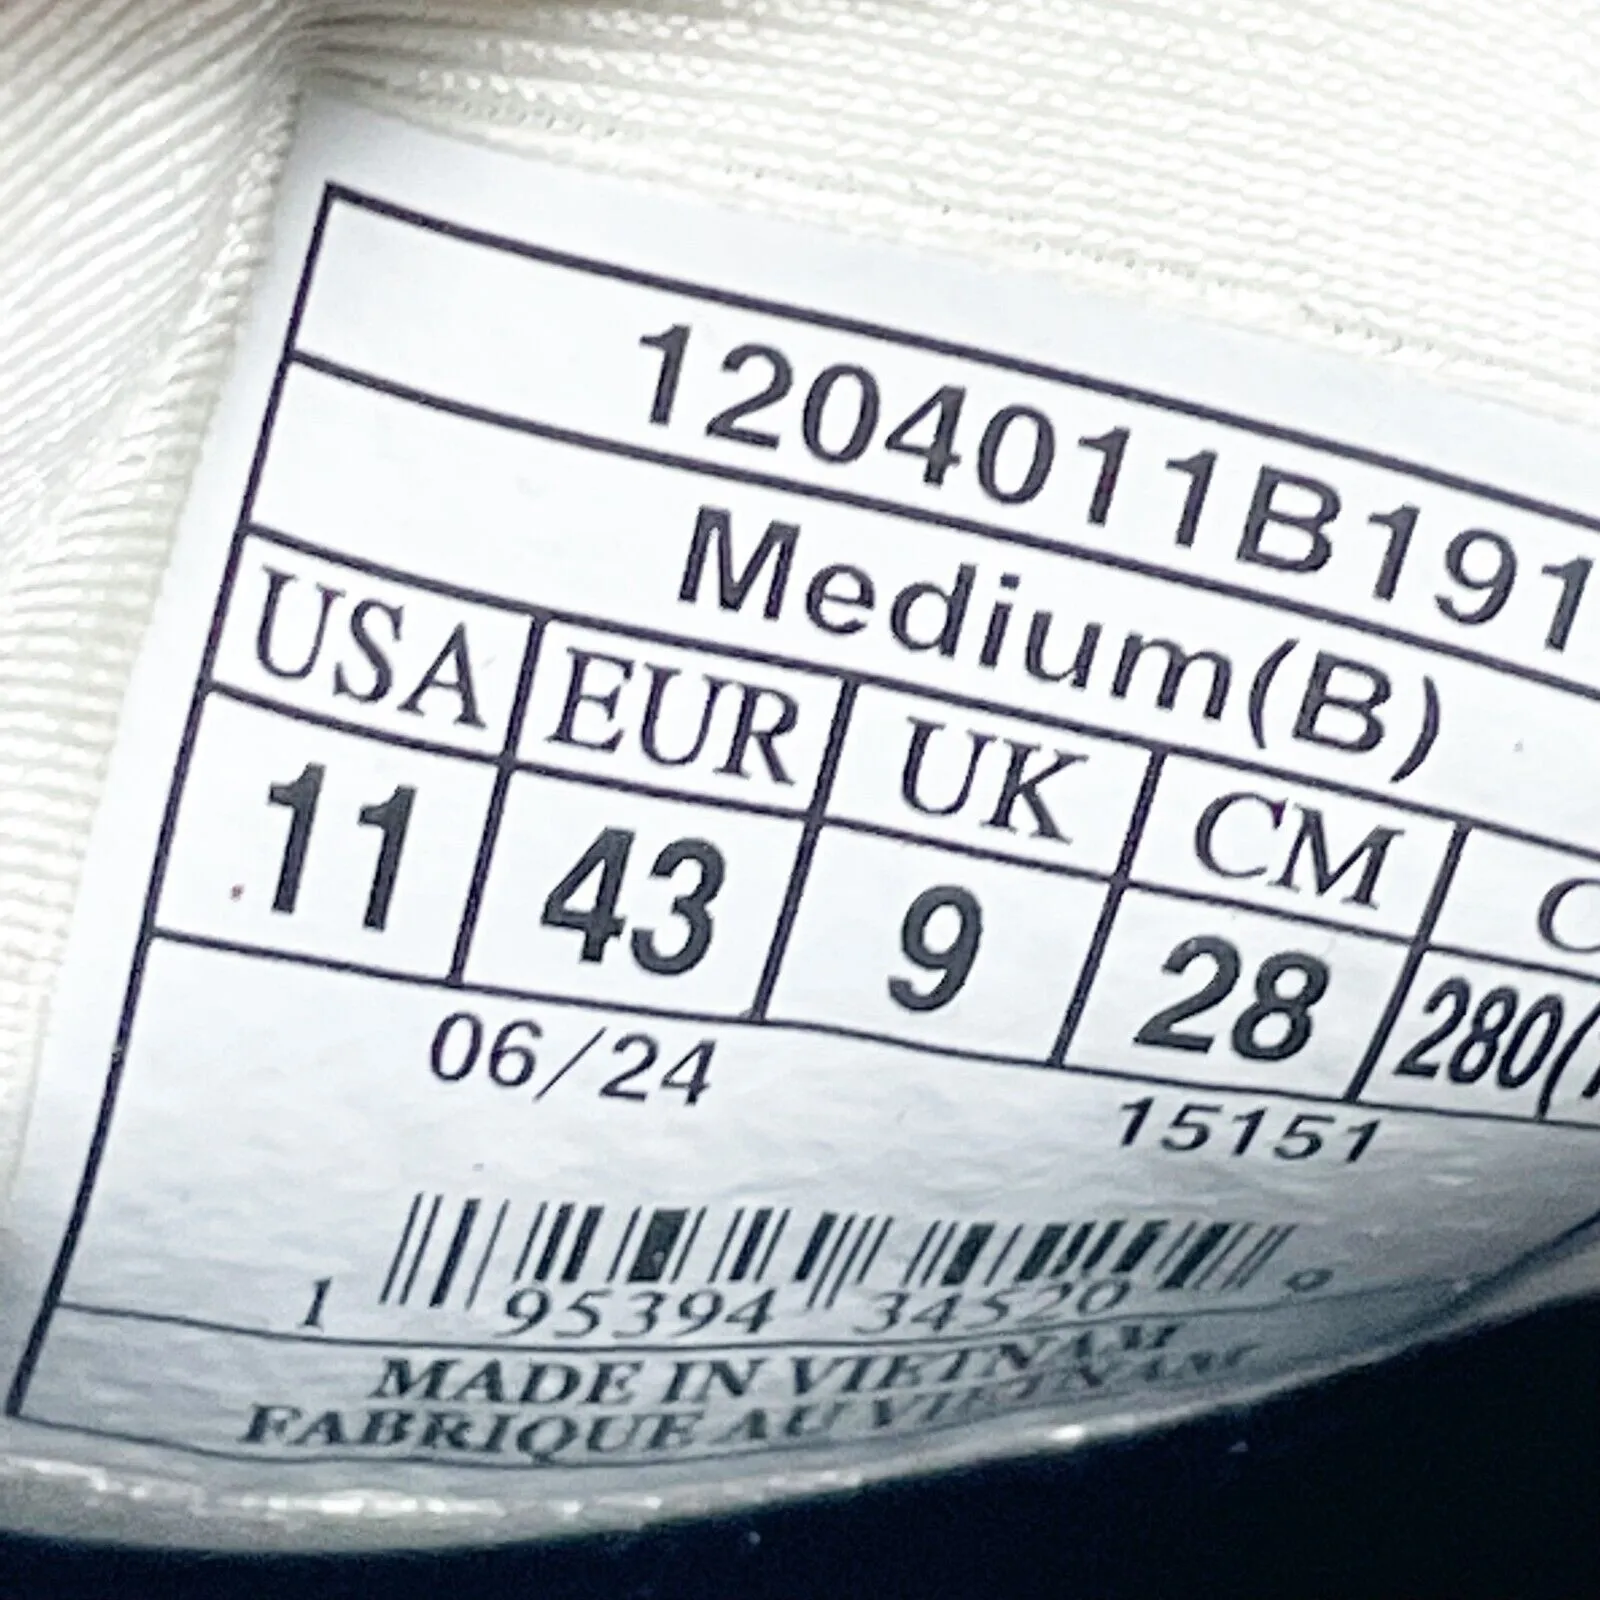 1204011B191
Medium(B)
USA EUR UK CM
11 43 9 28 280(
06/24 15151
1 95394 34520
MADE IN VIETNAM
FABRIQUE AU VIETNAM